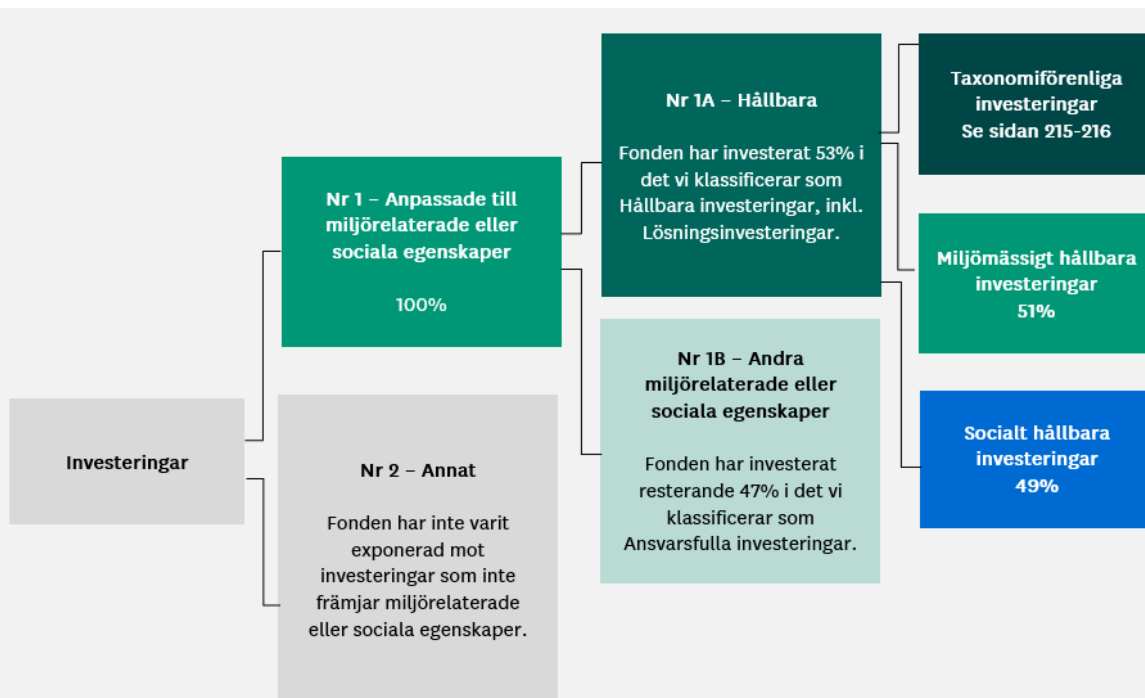 Investeringar
Nr 1 – Anpassade till
miljörelaterade eller
sociala egenskaper
100%
Nr 2 – Annat
Fonden har inte varit
exponerad mot
investeringar som inte
främjar miljörelaterade
eller sociala egenskaper.
Nr 1A – Hållbara
Fonden har investerat 53% i
det vi klassificerar som
Hållbara investeringar, inkl.
Lösningsinvesteringar.
Nr 1B – Andra
miljörelaterade eller
sociala egenskaper
Fonden har investerat
resterande 47% i det vi
klassificerar som
Ansvarsfulla investeringar.
Taxonomiförenliga
investeringar
Se sidan 215-216
Miljömässigt hållbara
investeringar
51%
Socialt hållbara
investeringar
49%